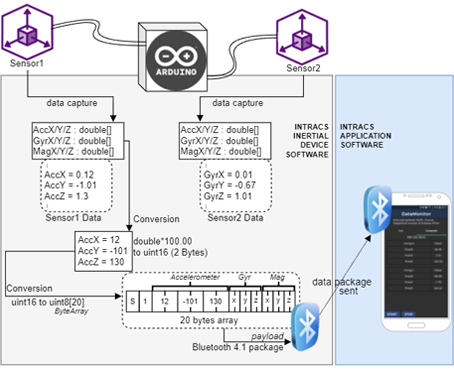 Sensor1
ARDUINO
Sensor2
data capture
data capture
AccX/Y/Z : double[]
GyrX/Y/Z : double[]
MagX/Y/Z : double[]
AccX/Y/Z : double[]
GyrX/Y/Z : double[]
MagX/Y/Z : double[]
INTRACS
INERTIAL
DEVICE
SOFTWARE
INTRACS
APPLICATION
SOFTWARE
AccX = 0.12
AccY = -1.01
AccZ = 1.3
Sensor1 Data
GyrX = 0.01
GyrY = -0.67
GyrZ = 1.01
Sensor2 Data
Conversion
double*100.00
to uint16 (2 Bytes)
AccX = 12
AccY = -101
AccZ = 130
Conversion
uint16 to uint8[20]
ByteArray
Accelerometer Gyr Mag
S 1 12 -101 130 x y z x y z
20 bytes array
payload
Bluetooth 4.1 package
data package
sent
DataMonitor